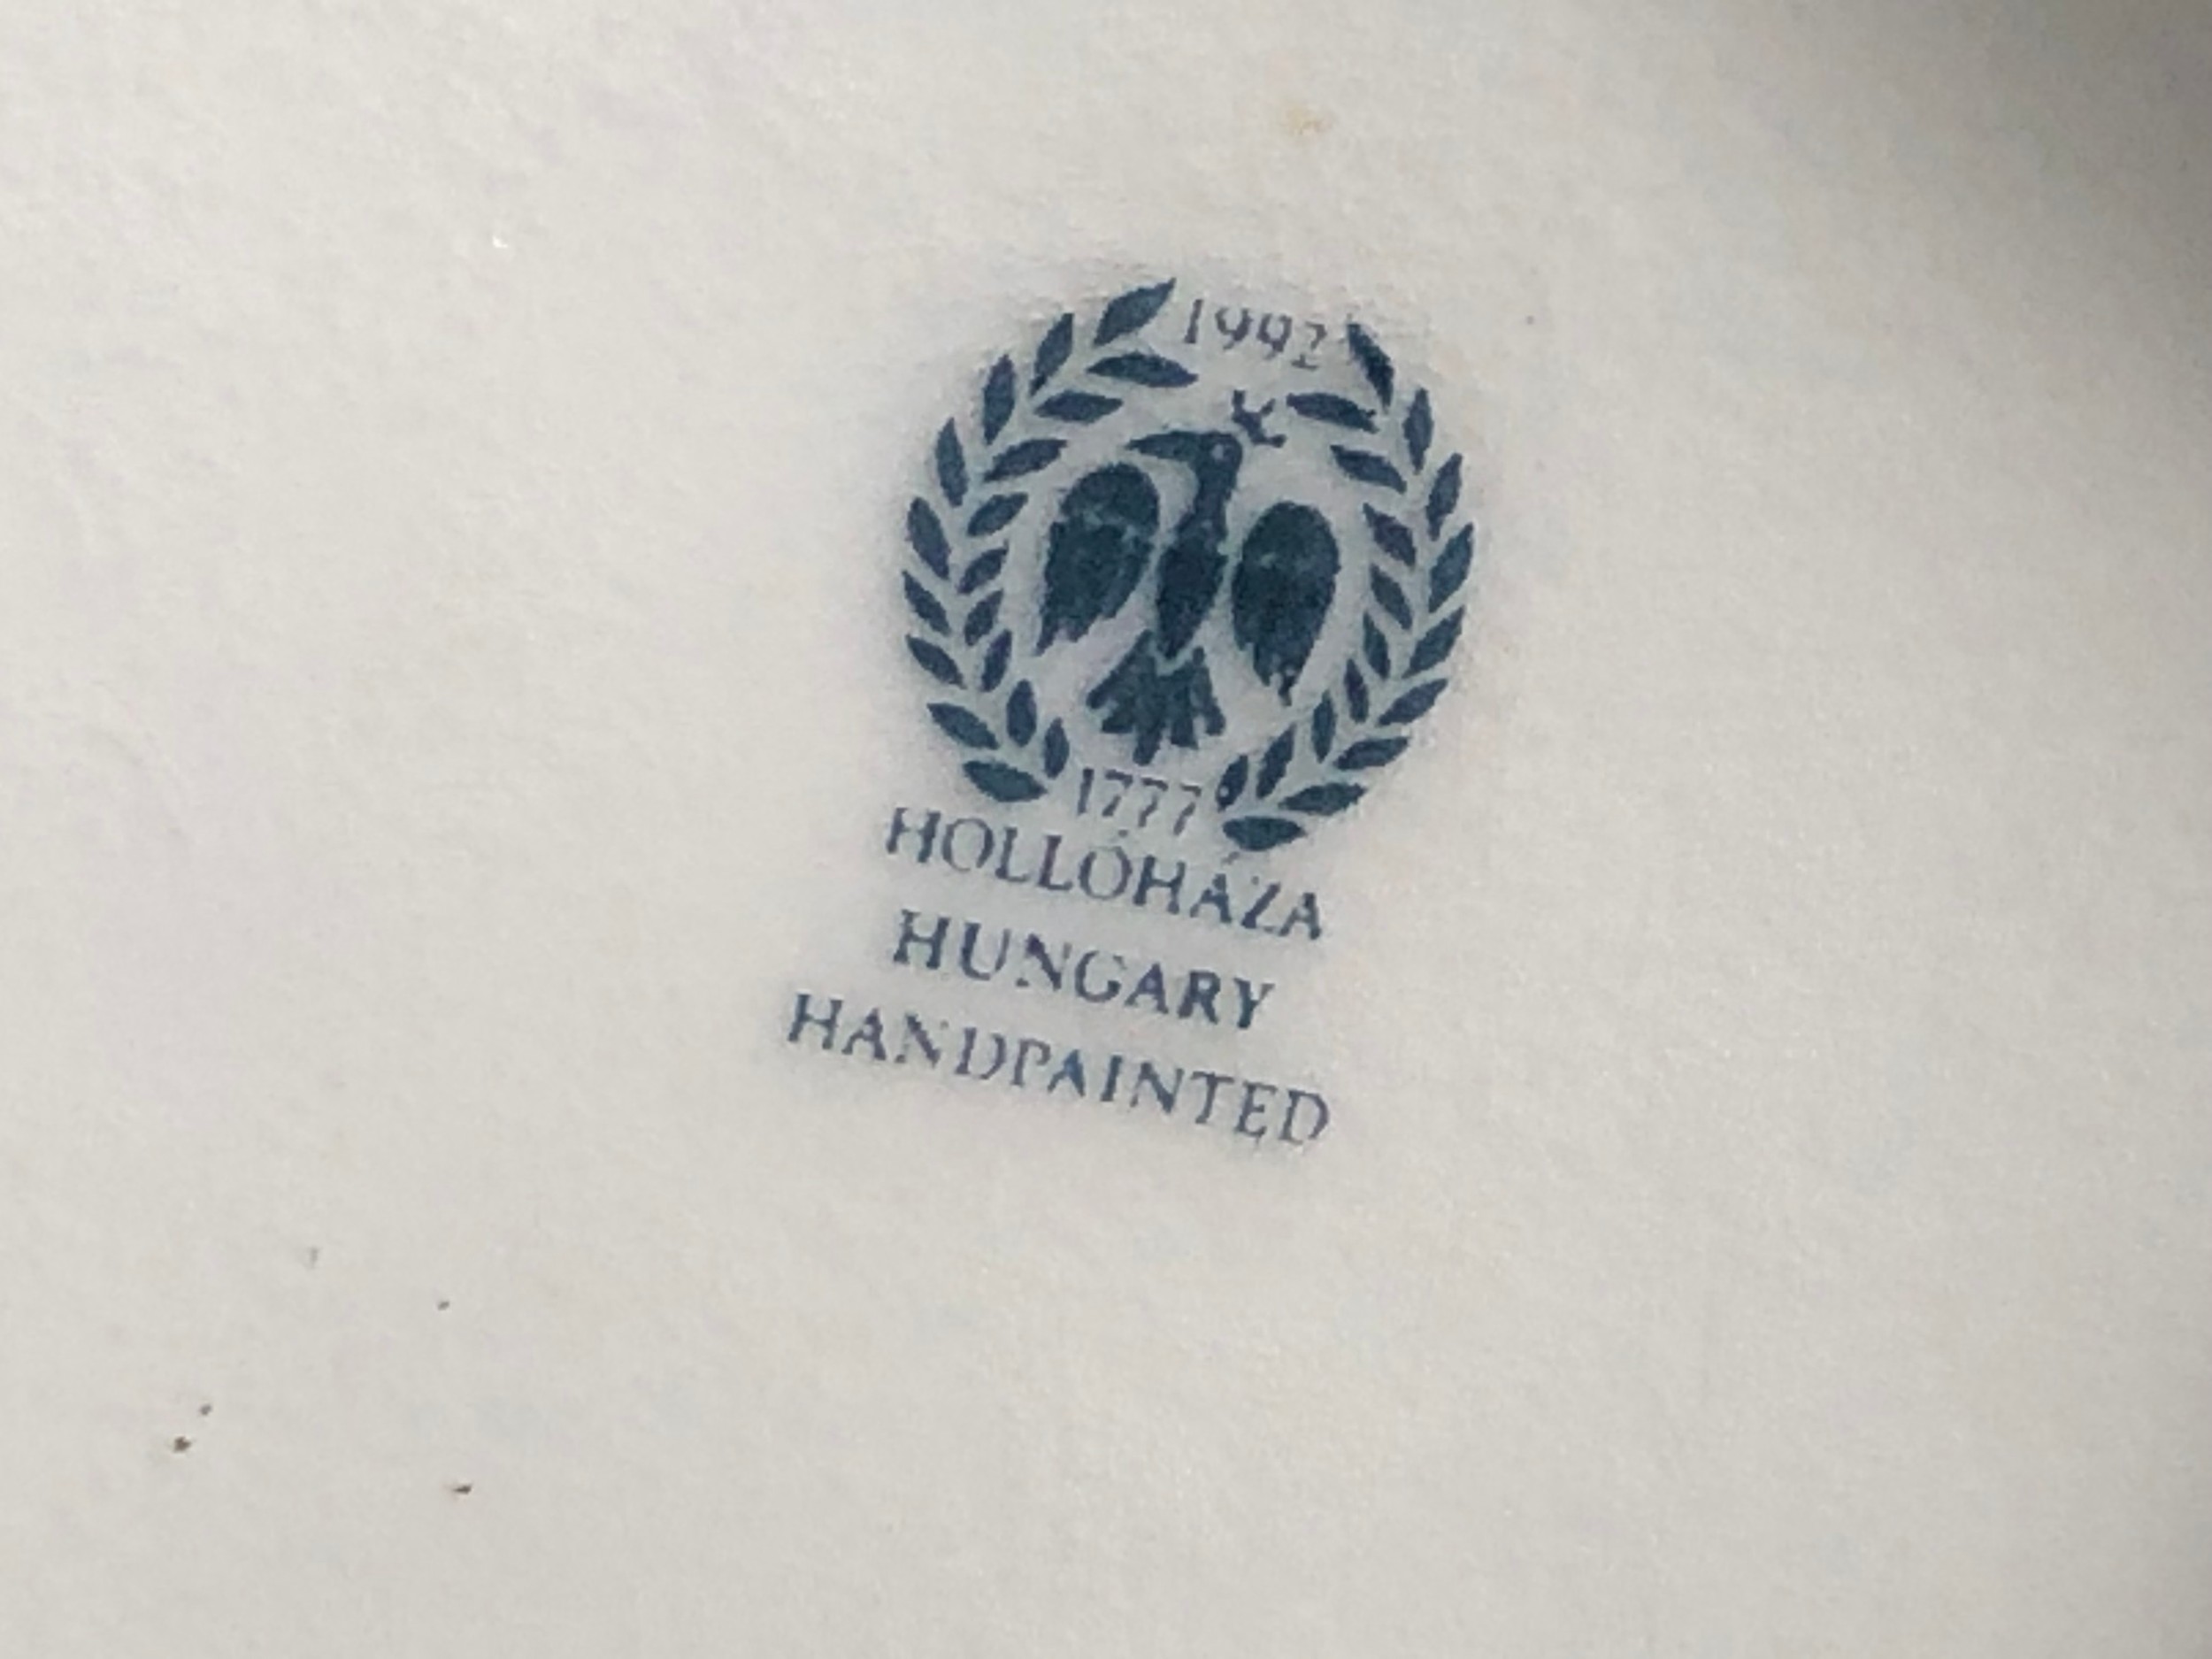 1992
1777
HOLLÓHÁZA
HUNGARY
HANDPAINTED